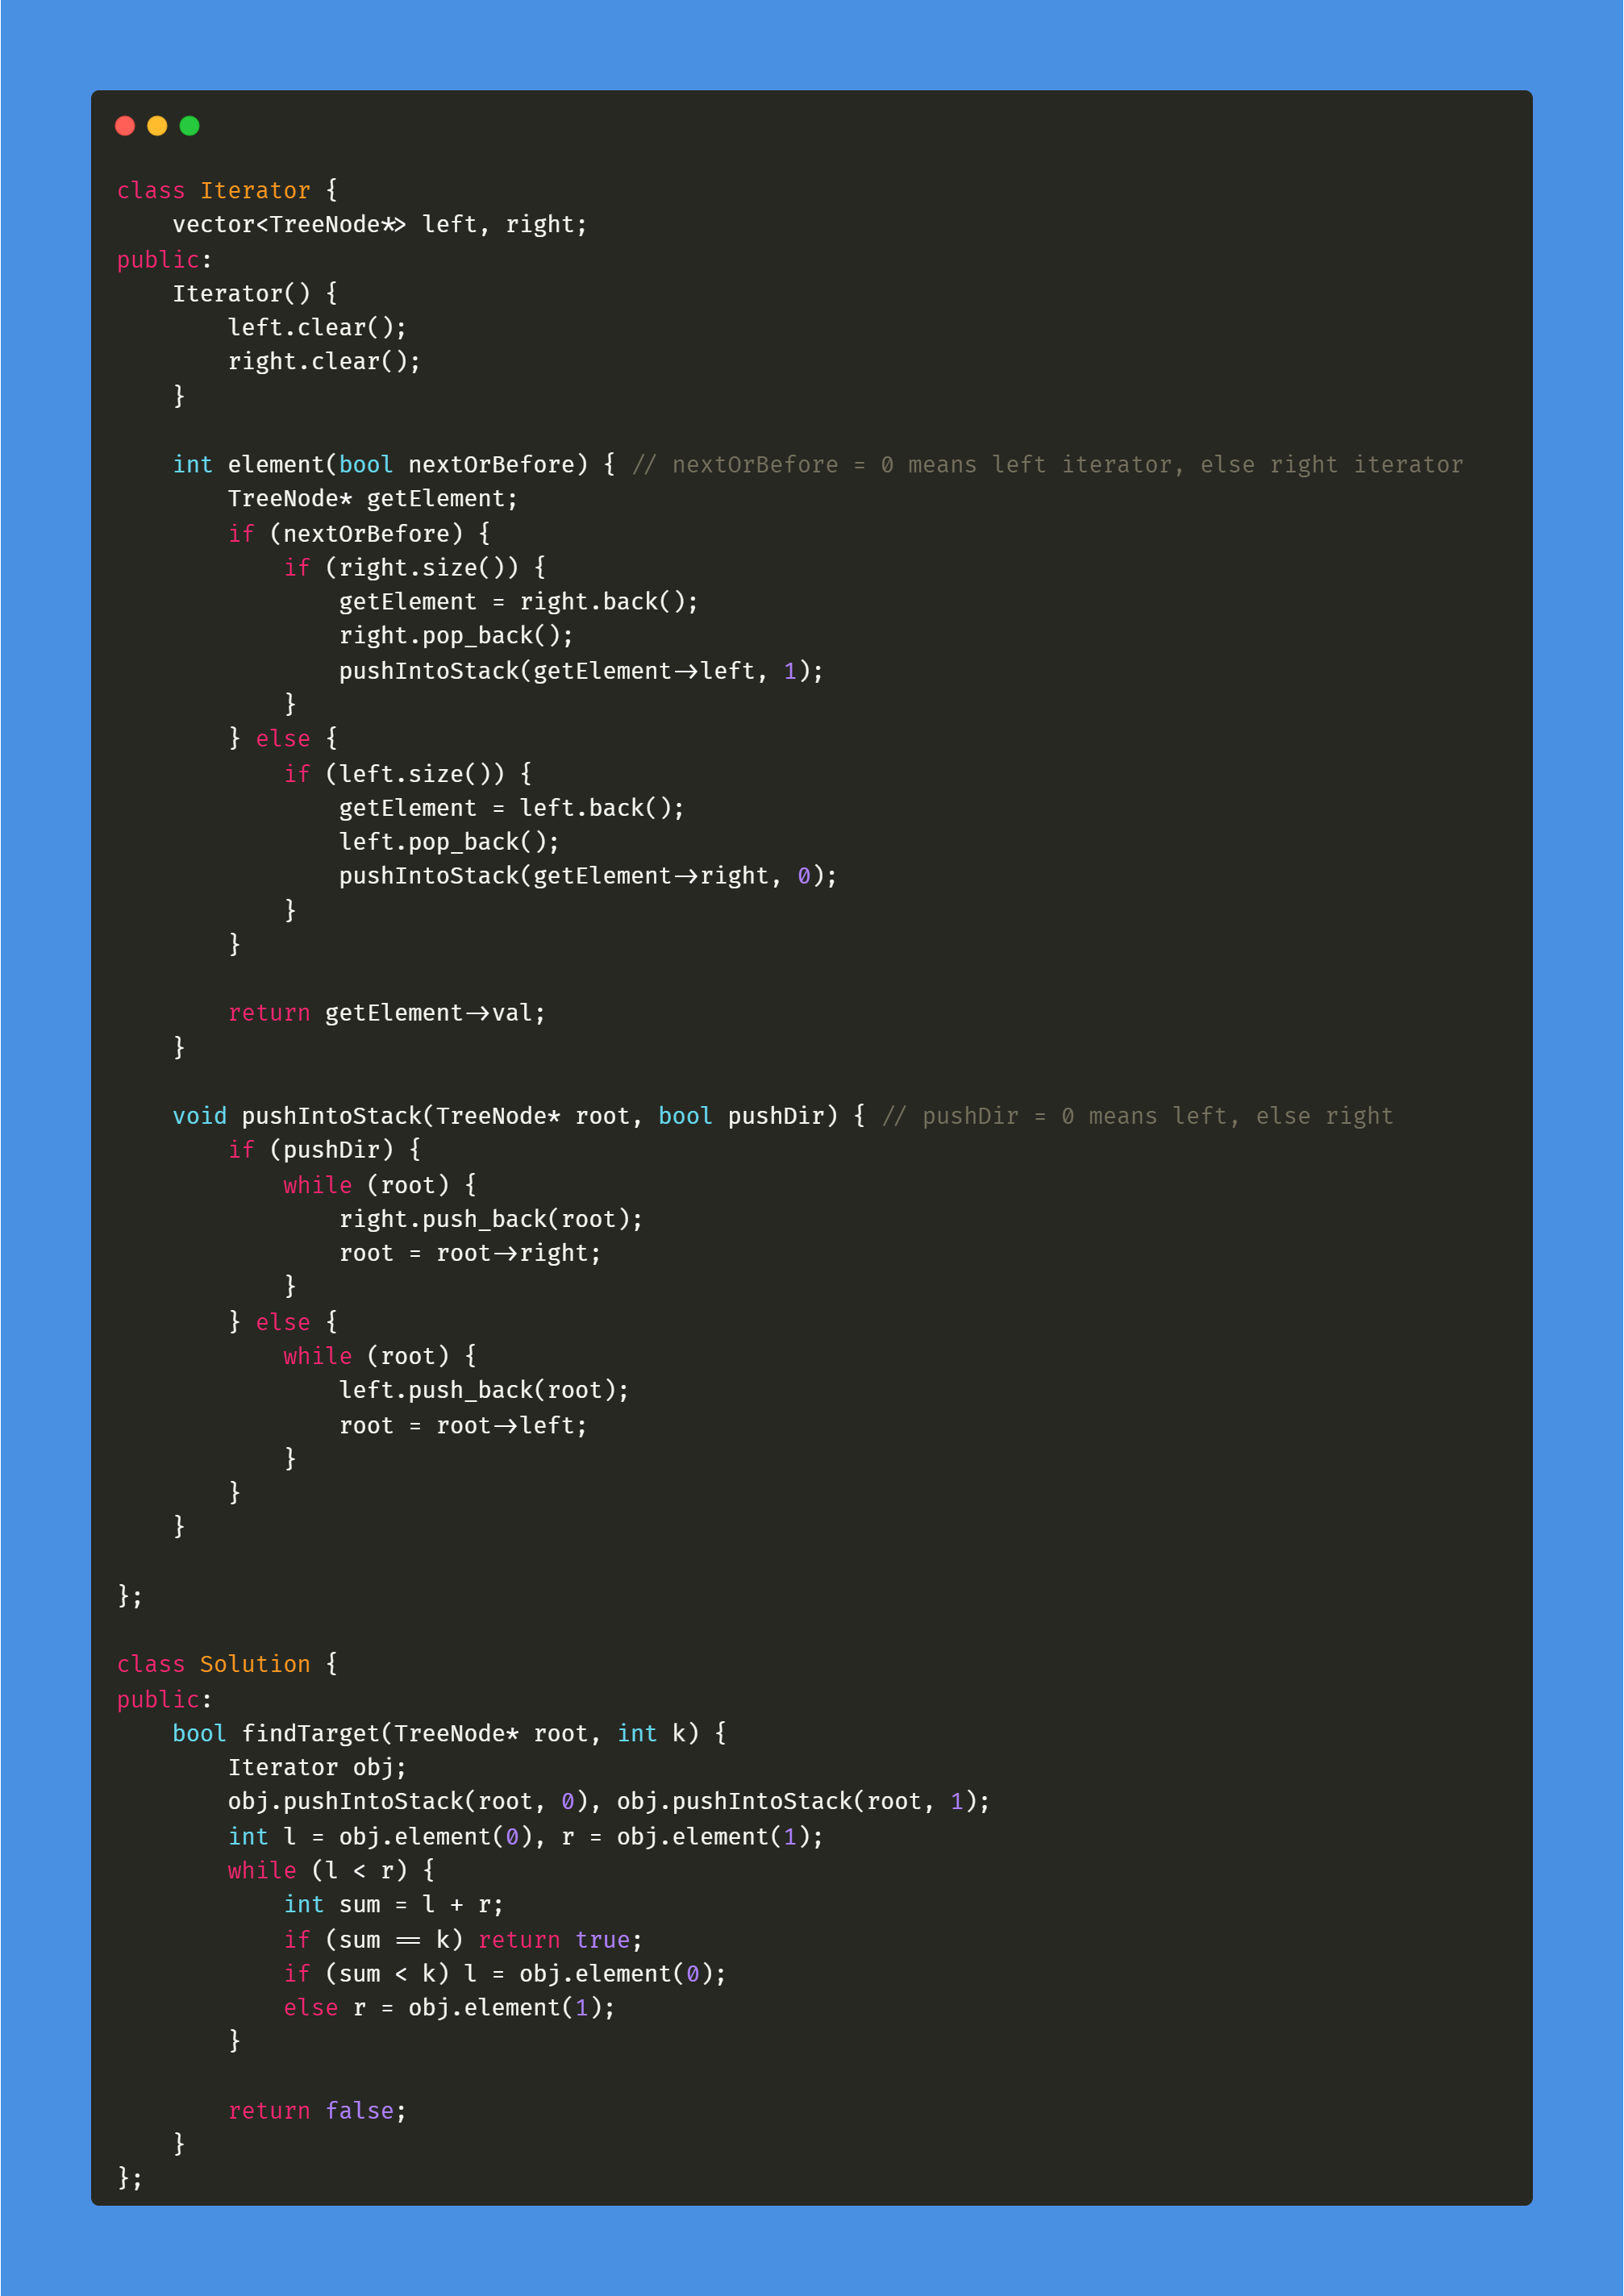 class Iterator {
    vector<TreeNode*> left, right;
public:
    Iterator() {
        left.clear();
        right.clear();
    }

    int element(bool nextOrBefore) { // nextOrBefore = 0 means left iterator, else right iterator
        TreeNode* getElement;
        if (nextOrBefore) {
            if (right.size()) {
                getElement = right.back();
                right.pop_back();
                pushIntoStack(getElement->left, 1);
            }
        } else {
            if (left.size()) {
                getElement = left.back();
                left.pop_back();
                pushIntoStack(getElement->right, 0);
            }
        }

        return getElement->val;
    }

    void pushIntoStack(TreeNode* root, bool pushDir) { // pushDir = 0 means left, else right
        if (pushDir) {
            while (root) {
                right.push_back(root);
                root = root->right;
            }
        } else {
            while (root) {
                left.push_back(root);
                root = root->left;
            }
        }
    }

};

class Solution {
public:
    bool findTarget(TreeNode* root, int k) {
        Iterator obj;
        obj.pushIntoStack(root, 0), obj.pushIntoStack(root, 1);
        int l = obj.element(0), r = obj.element(1);
        while (l < r) {
            int sum = l + r;
            if (sum == k) return true;
            if (sum < k) l = obj.element(0);
            else r = obj.element(1);
        }

        return false;
    }
};